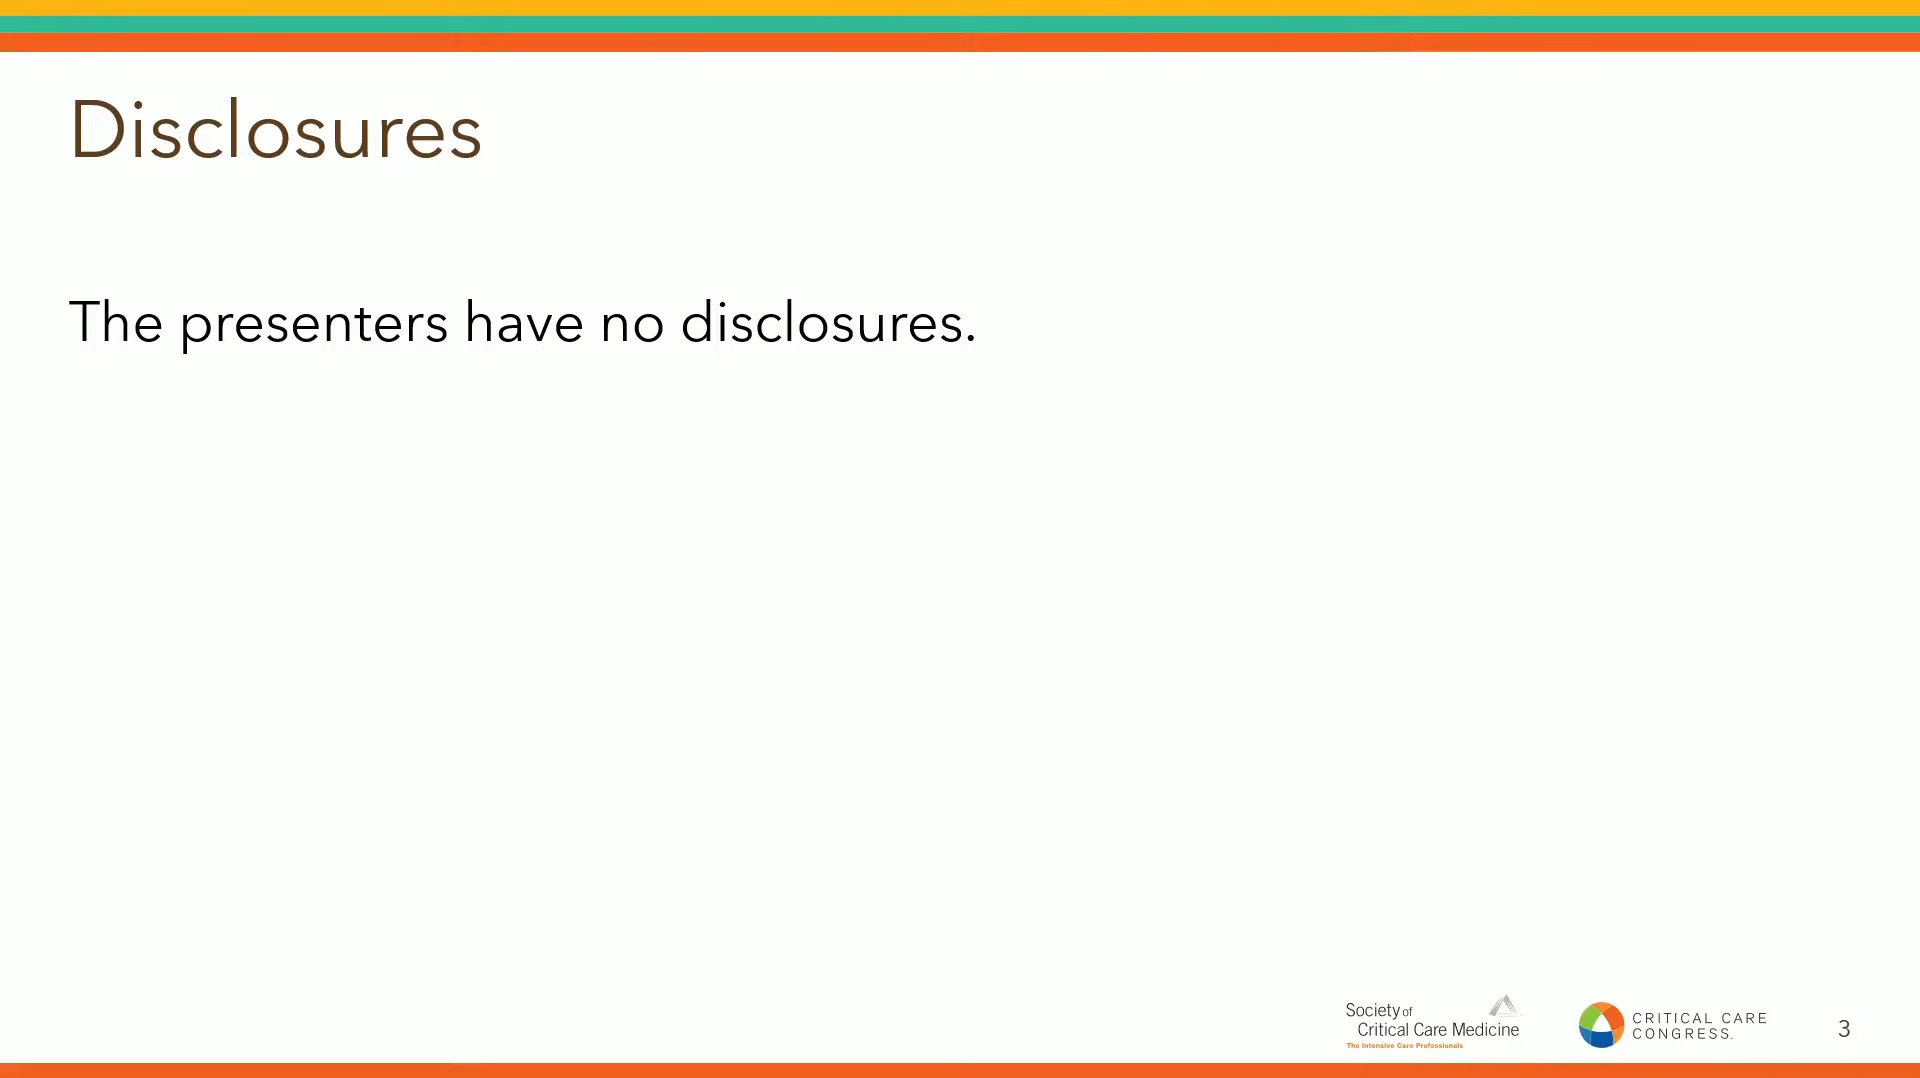 Disclosures
The presenters have no disclosures.
Society of
Critical Care Medicine
The Intensive Care Professionals
CRITICAL CARE
CONGRESS.
3